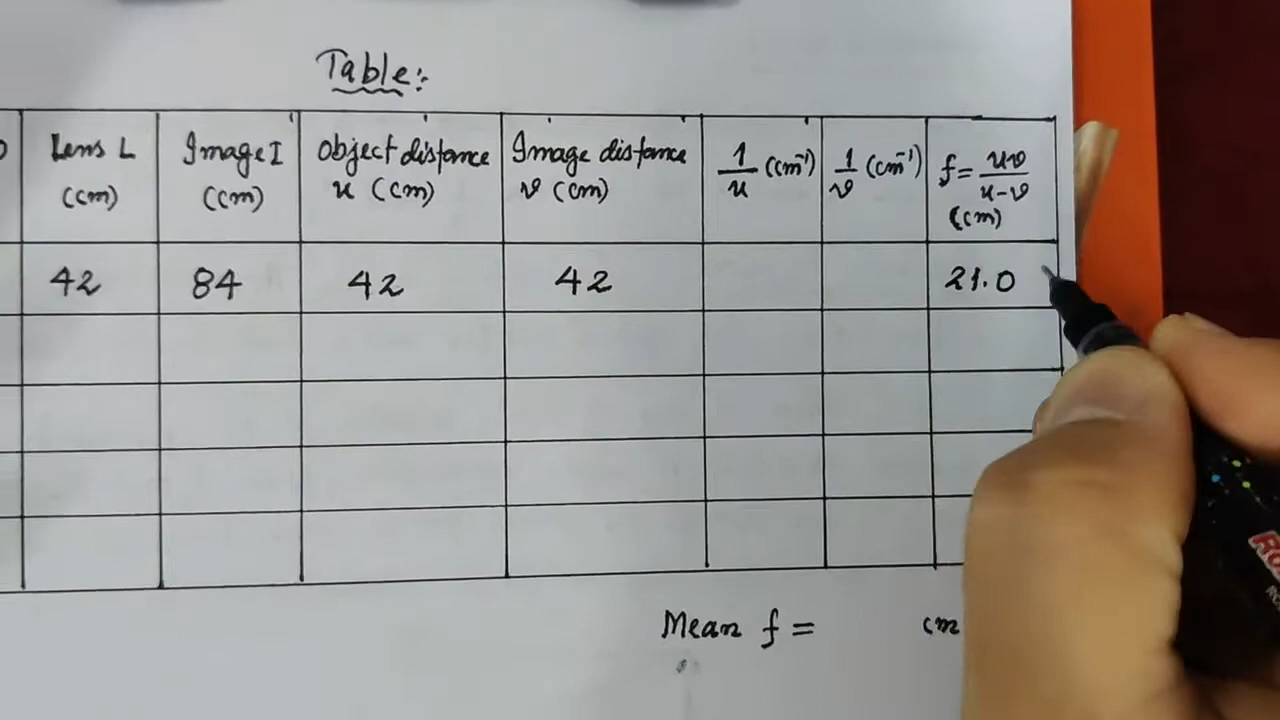 Table:
Lens L
(cm)
Image I
(cm)
Object distance
u (cm)
Image distance
v (cm)
1/u (cm⁻¹)
1/v (cm⁻¹)
f = uv/u-v
(cm)
42
84
42
42
21.0
Mean f = cm